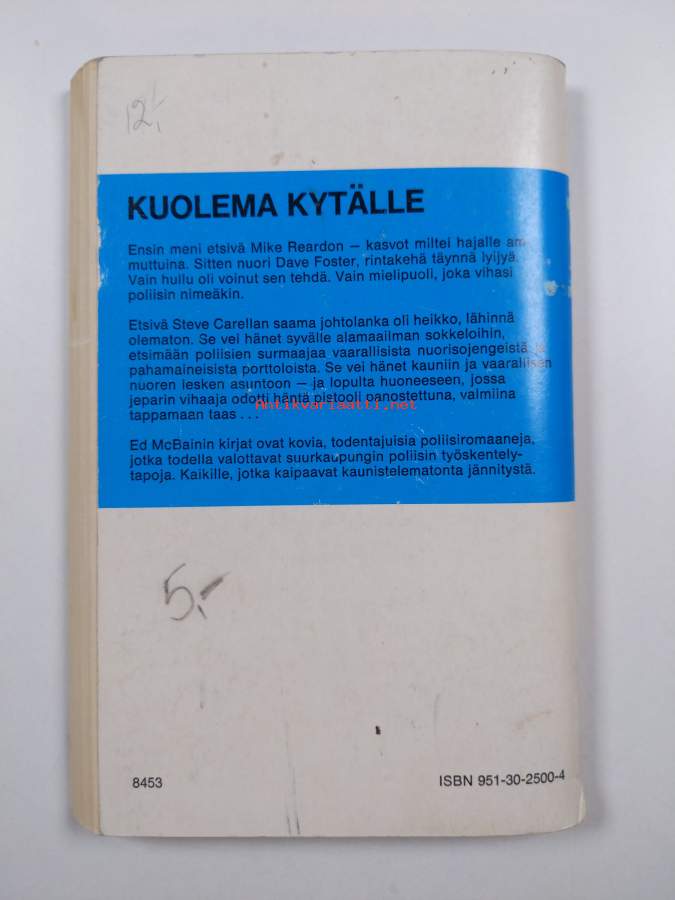 12,-
KUOLEMA KYTÄLLE
Ensin meni etsivä Mike Reardon — kasvot miltei hajalle am-
muttuina. Sitten nuori Dave Foster, rintakehä täynnä lyijyä.
Vain hullu oli voinut sen tehdä. Vain mielipuoli, joka vihasi
poliisin nimeäkin.
Etsivä Steve Carellan saama johtolanka oli heikko, lähinnä
olematon. Se vei hänet syvälle alamaailman sokkeloihin,
etsimään poliisien surmaajaa vaarallisista nuorisojengeistä ja
pahamaineisista porttoloista. Se vei hänet kauniin ja vaarallisen
nuoren lesken asuntoon — ja lopulta huoneeseen, jossa
jeparin vihaaja odotti häntä pistooli panostettuna, valmiina
Antikvariaatti.net
tappamaan taas . . .
Ed McBainin kirjat ovat kovia, todentajuisia poliisiromaaneja,
jotka todella valottavat suurkaupungin poliisin työskentely-
tapoja. Kaikille, jotka kaipaavat kaunistelematonta jännitystä.
5,-
8453
ISBN 951-30-2500-4